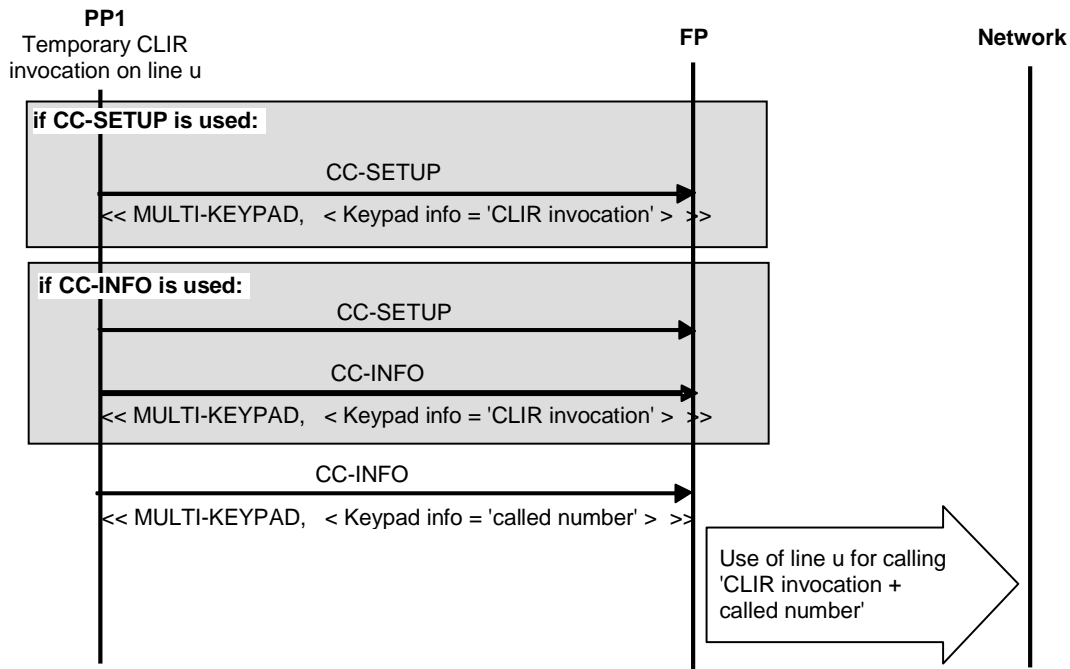 PP1
Temporary CLIR
invocation on line u
FP
Network
if CC-SETUP is used:
CC-SETUP
<< MULTI-KEYPAD, < Keypad info = 'CLIR invocation' > >>
if CC-INFO is used:
CC-SETUP
CC-INFO
<< MULTI-KEYPAD, < Keypad info = 'CLIR invocation' > >>
CC-INFO
<< MULTI-KEYPAD, < Keypad info = 'called number' > >>
Use of line u for calling
'CLIR invocation +
called number'